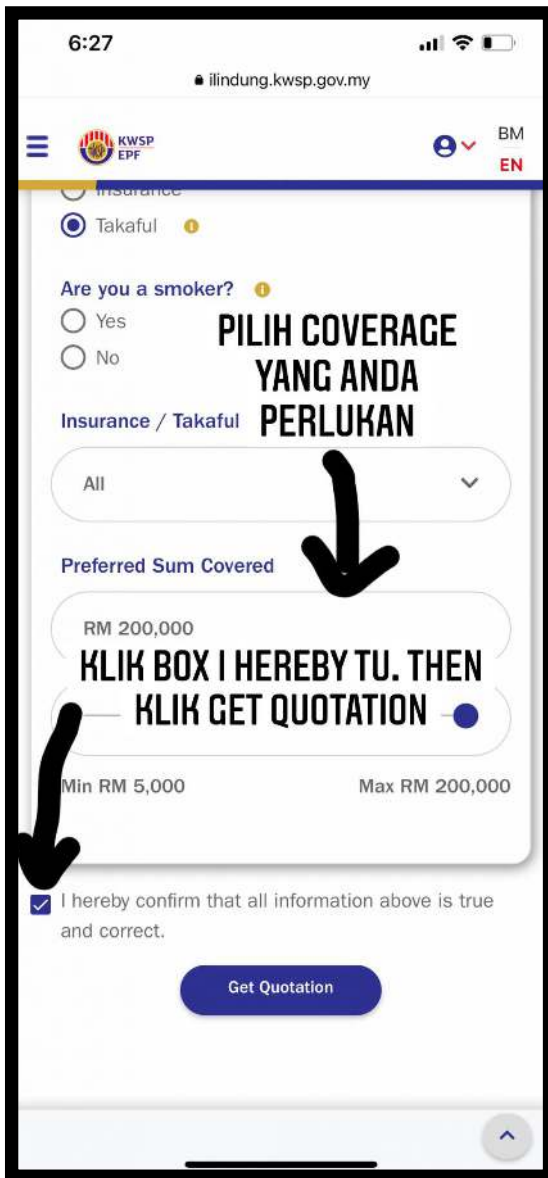 6:27
ilindung.kwsp.gov.my
KWSP
EPF
BM
EN
Insurance
Takaful
Are you a smoker?
Yes
No
PILIH COVERAGE
YANG ANDA
PERLUKAN
Insurance / Takaful
All
Preferred Sum Covered
RM 200,000
KLIK BOX I HEREBY TU. THEN
KLIK GET QUOTATION
Min RM 5,000
Max RM 200,000
I hereby confirm that all information above is true
and correct.
Get Quotation